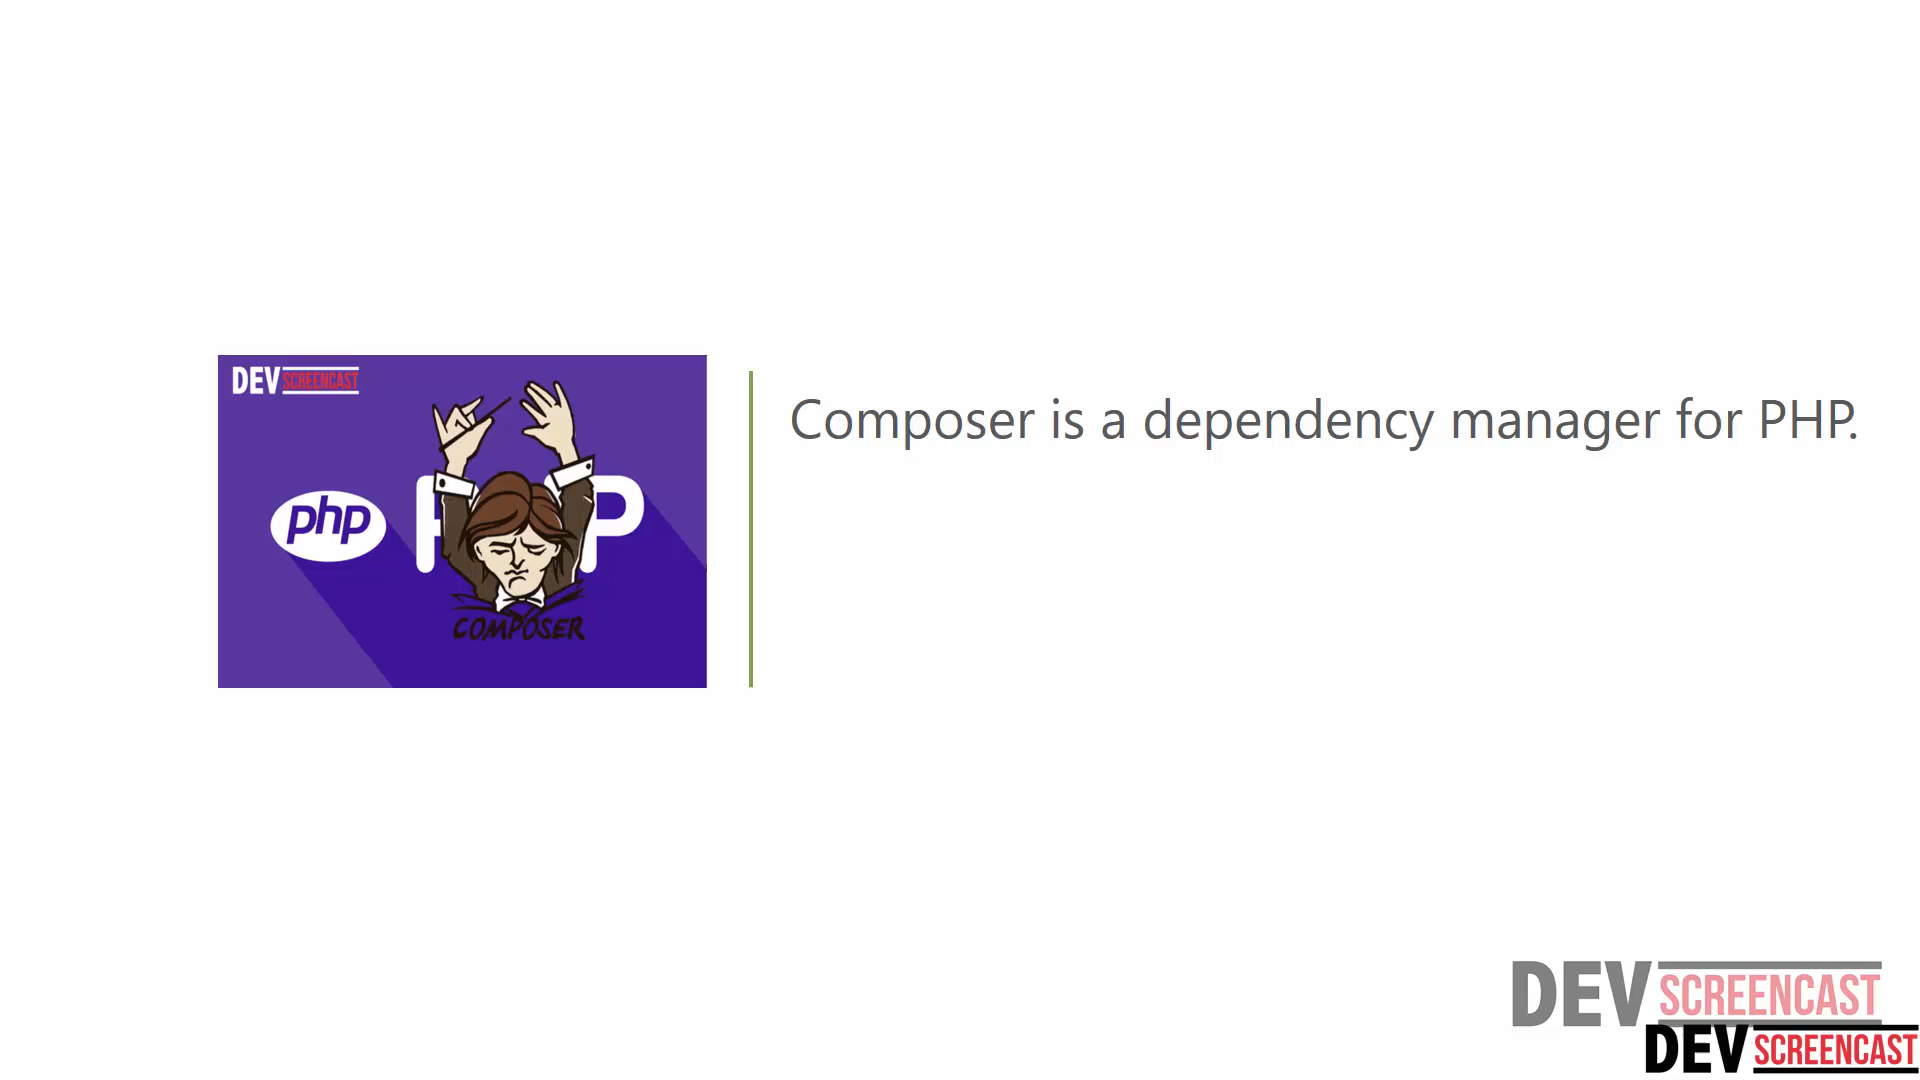 DEV SCREENCAST
php
COMPOSER
Composer is a dependency manager for PHP.
DEV SCREENCAST
DEV SCREENCAST